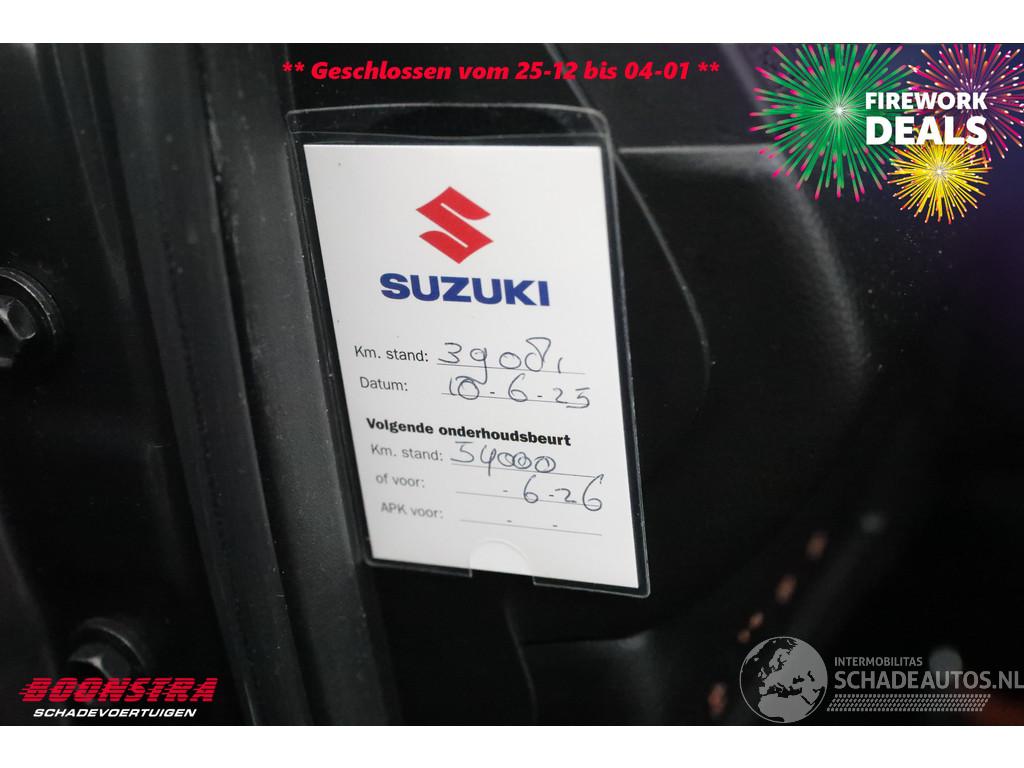 ** Geschlossen vom 25-12 bis 04-01 **
FIREWORK
DEALS
SUZUKI
Km. stand: 39081
Datum: 10-6-25
Volgende onderhoudsbeurt
Km. stand: 54000
of voor: - 6-26
APK voor: - -
BOONSTRA
SCHADEVOERTUIGEN
INTERMOBILITAS
SCHADEAUTOS.NL